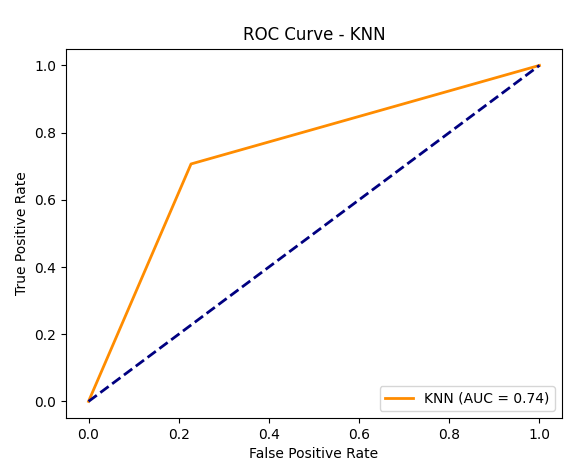 ROC Curve - KNN
True Positive Rate
1.0
0.8
0.6
0.4
0.2
0.0
KNN (AUC = 0.74)
0.0 0.2 0.4 0.6 0.8 1.0
False Positive Rate